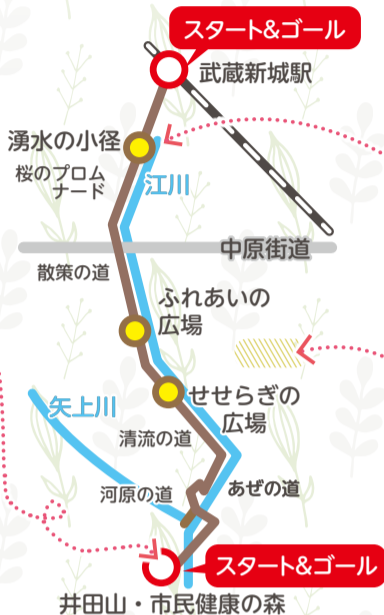 スタート&ゴール
武蔵新城駅
湧水の小径
桜のプロム
ナード
江川
中原街道
散策の道
ふれあいの
広場
せせらぎの
広場
矢上川
清流の道
河原の道
あぜの道
スタート&ゴール
井田山・市民健康の森